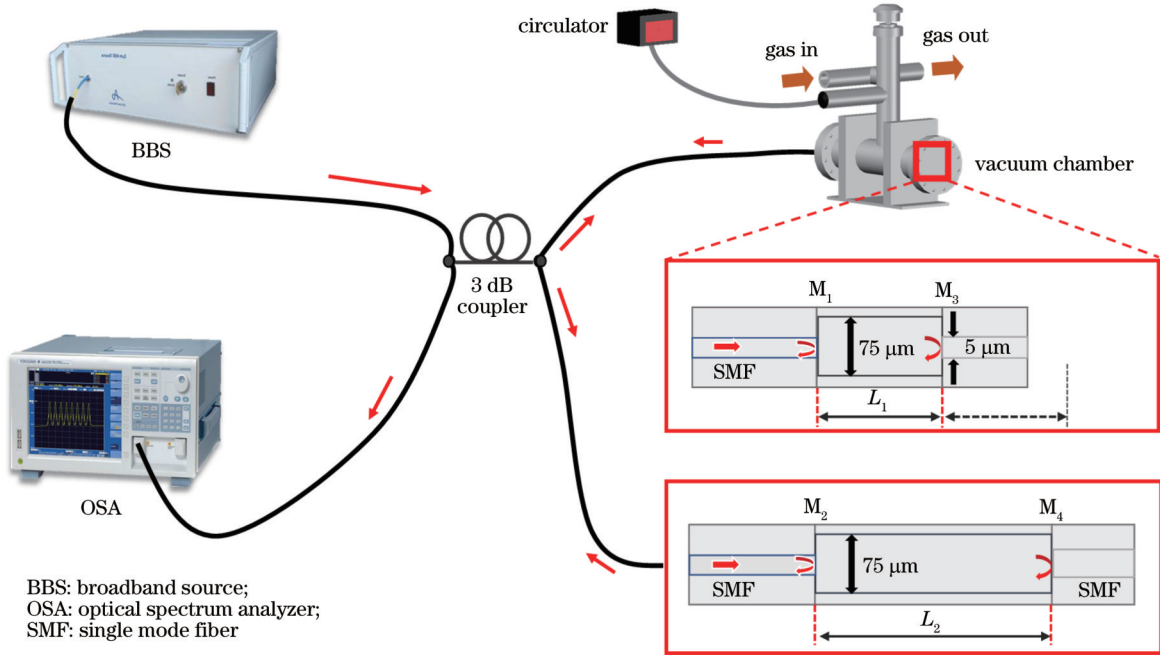 circulator
gas in
gas out
BBS
vacuum chamber
3 dB
coupler
M₁
M₃
75 μm
5 μm
SMF
L₁
OSA
M₂
M₄
75 μm
SMF
SMF
L₂
BBS: broadband source;
OSA: optical spectrum analyzer;
SMF: single mode fiber